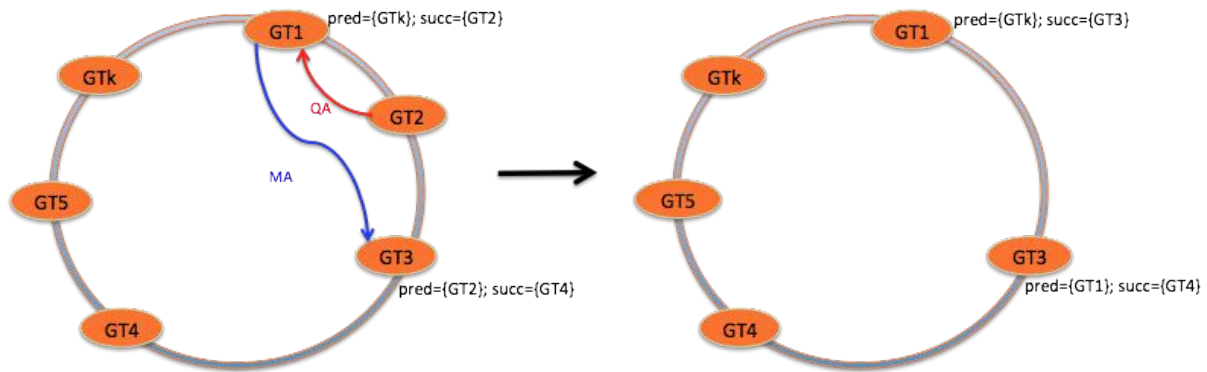 GT1
pred={GTk}; succ={GT2}
GTk
QA
GT2
MA
GT5
GT3
pred={GT2}; succ={GT4}
GT4
GT1
pred={GTk}; succ={GT3}
GTk
GT5
GT3
pred={GT1}; succ={GT4}
GT4